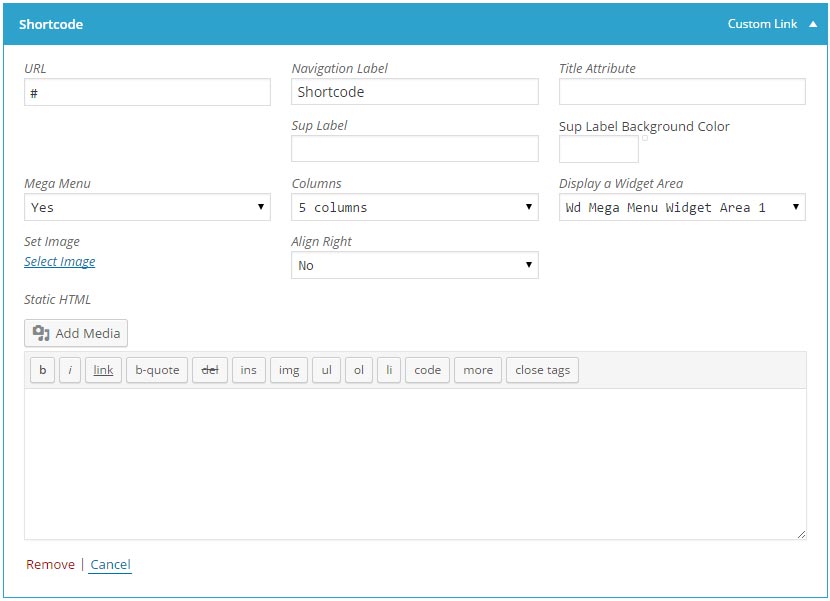 Shortcode Custom Link
URL Navigation Label Title Attribute
# Shortcode
Sup Label Sup Label Background Color
Mega Menu Columns Display a Widget Area
Yes 5 columns Wd Mega Menu Widget Area 1
Set Image Align Right
Select Image No
Static HTML
Add Media
b i link b-quote del ins img ul ol li code more close tags
Remove | Cancel